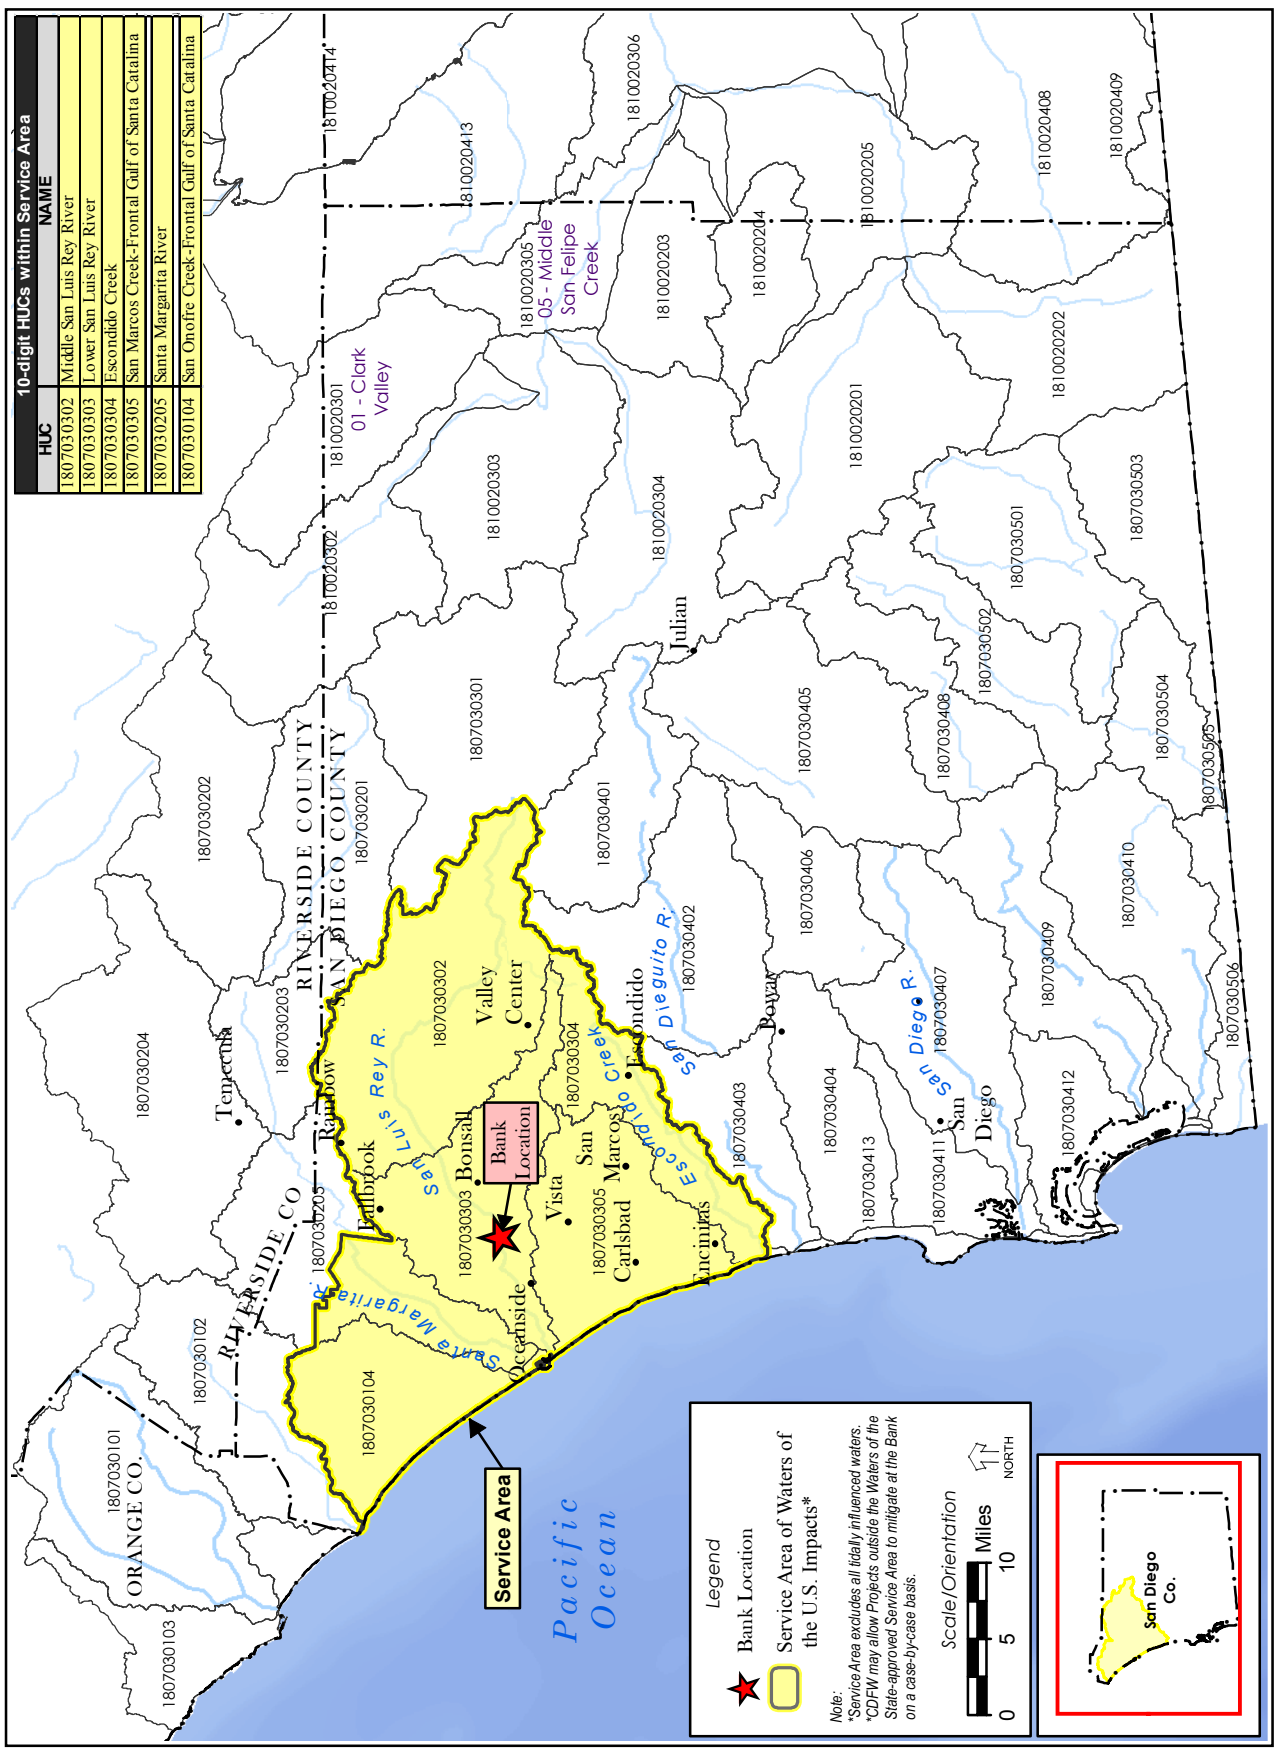 10-digit HUCs within Service Area
HUC NAME
1807030302 Middle San Luis Rey River
1807030303 Lower San Luis Rey River
1807030304 Escondido Creek
1807030305 San Marcos Creek-Frontal Gulf of Santa Catalina
1807030205 Santa Margarita River
1807030104 San Onofre Creek-Frontal Gulf of Santa Catalina
1810020414
1810020306
1810020413
1810020408
1810020409
1810020205
1810020305
05 - Middle
San Felipe
Creek
1810020203
1810020204
1810020301
01 - Clark
Valley
1810020202
1810020201
1810020303
1810020302
1810020304
1807030501
1807030503
1807030502
Julian
1807030301
1807030405
1807030408
1807030504
1807030505
RIVERSIDE COUNTY
SAN DIEGO COUNTY
1807030202
1807030201
1807030401
1807030406
1807030410
1807030402
San Dieguito R.
1807030409
1807030407
San Diego R.
1807030506
1807030204
1807030203
Temecula
Rainbow
1807030302
San Luis Rey R.
Valley
Center
1807030304
Escondido Creek
Escondido
Poway
1807030403
1807030404
1807030413
1807030411
San
Diego
1807030412
Fallbrook
Bonsall
Bank
Location
San
Marcos
Vista
1807030303
1807030305
Carlsbad
Encinitas
Oceanside
1807030205
RIVERSIDE CO
Santa Margarita R.
1807030102
1807030104
1807030101
ORANGE CO.
1807030103
Service Area
Pacific
Ocean
Legend
Bank Location
Service Area of Waters of
the U.S. Impacts*
Note:
*Service Area excludes all tidally influenced waters.
*CDFW may allow Projects outside the Waters of the
State-approved Service Area to mitigate at the Bank
on a case-by-case basis.
Scale/Orientation
0 5 10 Miles
NORTH
San Diego
Co.